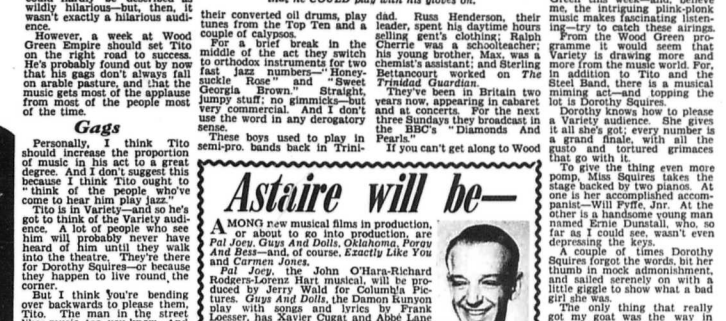 wildly hilarious—but, then, it
wasn't exactly a hilarious audi-
ence.
However, a week at Wood
Green Empire should set Tito
on the right road to success.
He's probably found out by now
that his gags don't always fall
on arable pasture, and that the
music gets most of the applause
from most of the people most
of the time.
Gags
Personally, I think Tito
should increase the proportion
of music in his act to a great
degree. And I don't suggest this
because I think Tito ought to
"think of the people who've
come to hear him play jazz."
Tito is in Variety—and so he's
got to think of the Variety audi-
ence. A lot of people who see
him will probably never have
heard of him until they walk
into the theatre. They're there
for Dorothy Squires—or because
they happen to live round the
corner.
But I think you're bending
over backwards to please them,
Tito. The man in the street
their converted oil drums, play
tunes from the Top Ten and a
couple of calypsos.
For a brief break in the
middle of the act they switch
to orthodox instruments for two
fast jazz numbers—"Honey-
suckle Rose" and "Sweet
Georgia Brown." Straight,
jumpy stuff; no gimmicks—but
very commercial. And I don't
use the word in any derogatory
sense.
These boys used to play in
semi-pro. bands back in Trini-
dad. Russ Henderson, their
leader, spent his daytime hours
selling gent's clothing; Ralph
Cherrie was a schoolteacher;
his young brother, Max, was a
chemist's assistant; and Sterling
Bettancourt worked on The
Trinidad Guardian.
They've been in Britain two
years now, appearing in cabaret
and at concerts. For the next
three Sundays they broadcast in
the BBC's "Diamonds And
Pearls."
If you can't get along to Wood
Astaire will be—
AMONG new musical films in production,
or about to go into production, are
Pal Joey, Guys And Dolls, Oklahoma, Porgy
And Bess—and, of course, Exactly Like You
and Carmen Jones.
Pal Joey, the John O'Hara-Richard
Rodgers-Lorenz Hart musical, will be pro-
duced by Jerry Wald for Columbia Pic-
tures. Guys And Dolls, the Damon Runyon
play with songs and lyrics by Frank
Loesser, has Xavier Cugat and Abbe Lane
me, the intriguing plink-plonk
music makes fascinating listen-
ing—try to catch these airings.
From the Wood Green pro-
gramme it would seem that
Variety is drawing more and
more from the music world. For,
in addition to Tito and the
Steel Band, there is a musical
miming act—and topping the
lot is Dorothy Squires.
Dorothy knows how to please
a Variety audience. She gives
it all she's got; every number is
a grand finale, with all the
gusto and tortured grimaces
that go with it.
To give the thing even more
pomp, Miss Squires takes the
stage backed by two pianos. At
one is her accomplished accom-
panist—Will Fyffe, Jnr. At the
other is a handsome young man
named Ernie Dunstall, who, so
far as I could see, wasn't even
depressing the keys.
A couple of times Dorothy
Squires forgot the words, bit her
thumb in mock admonishment,
and sailed serenely on with a
little giggle to show what a bad
girl she was.
The only thing that really
got my goat was the way in